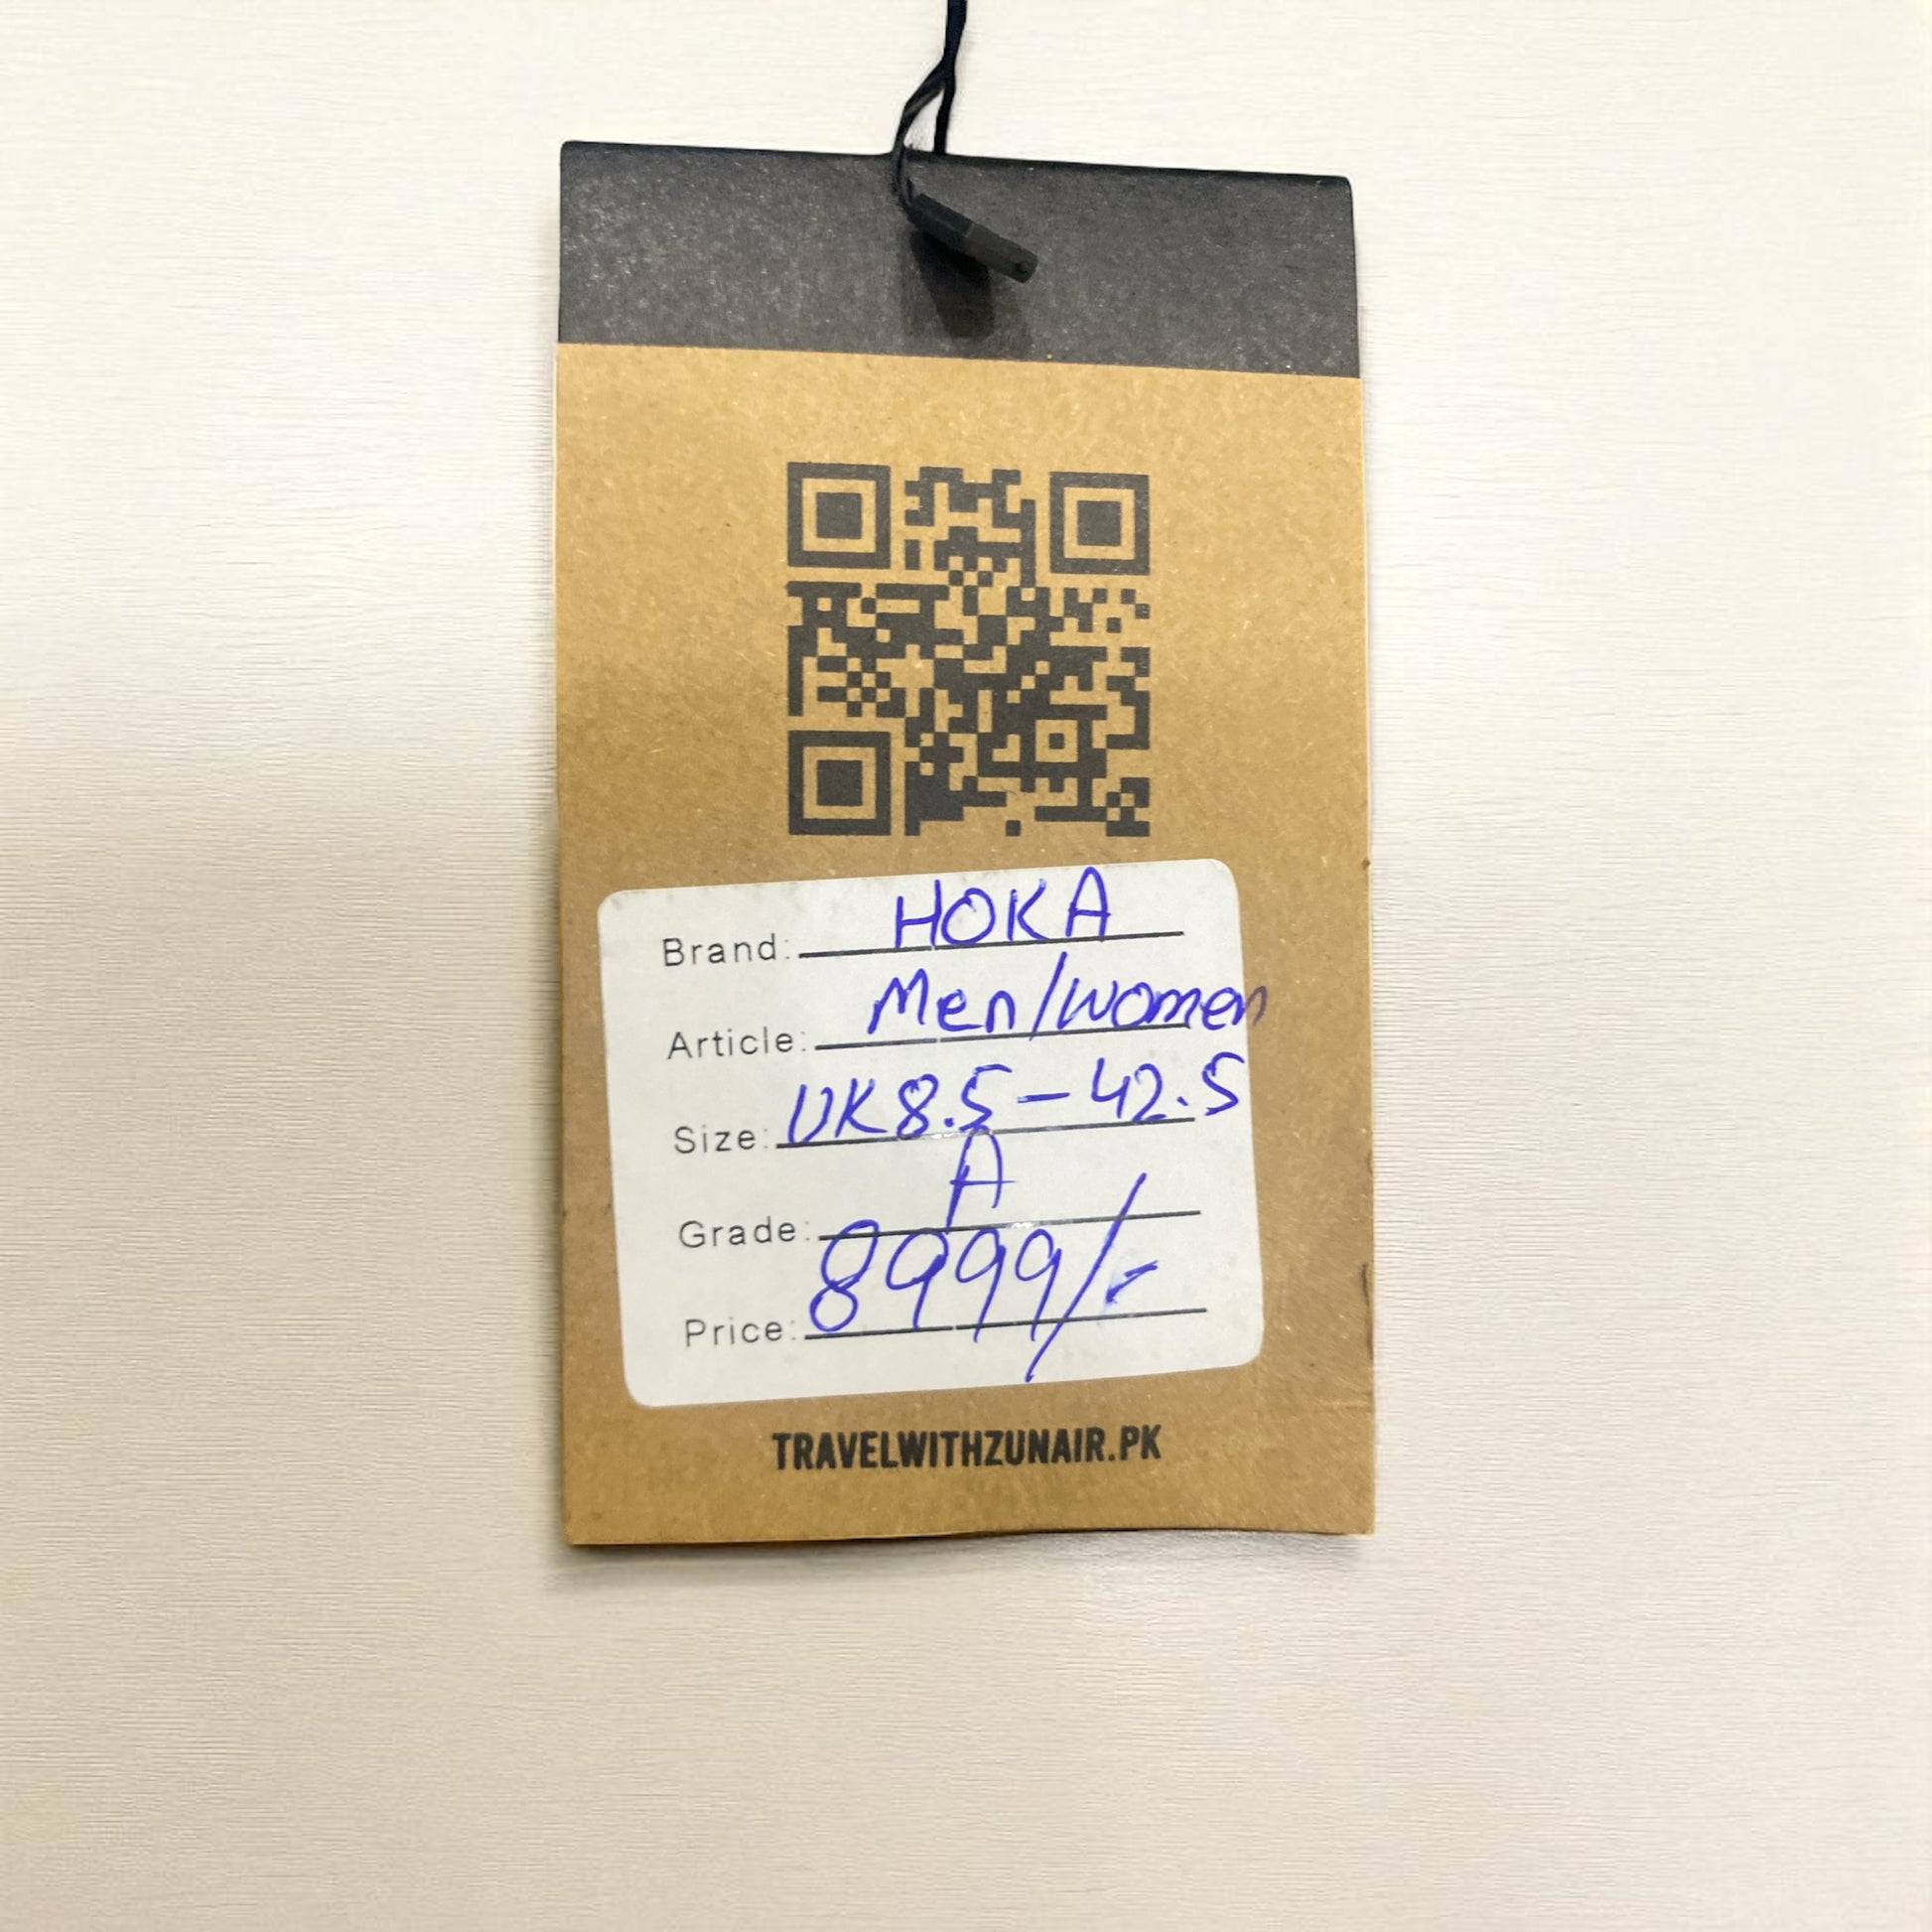 Brand: HOKA
Article: Men/women
Size: UK8.5-42.5
Grade: A
Price: 8999/-
TRAVELWITHZUNAIR.PK